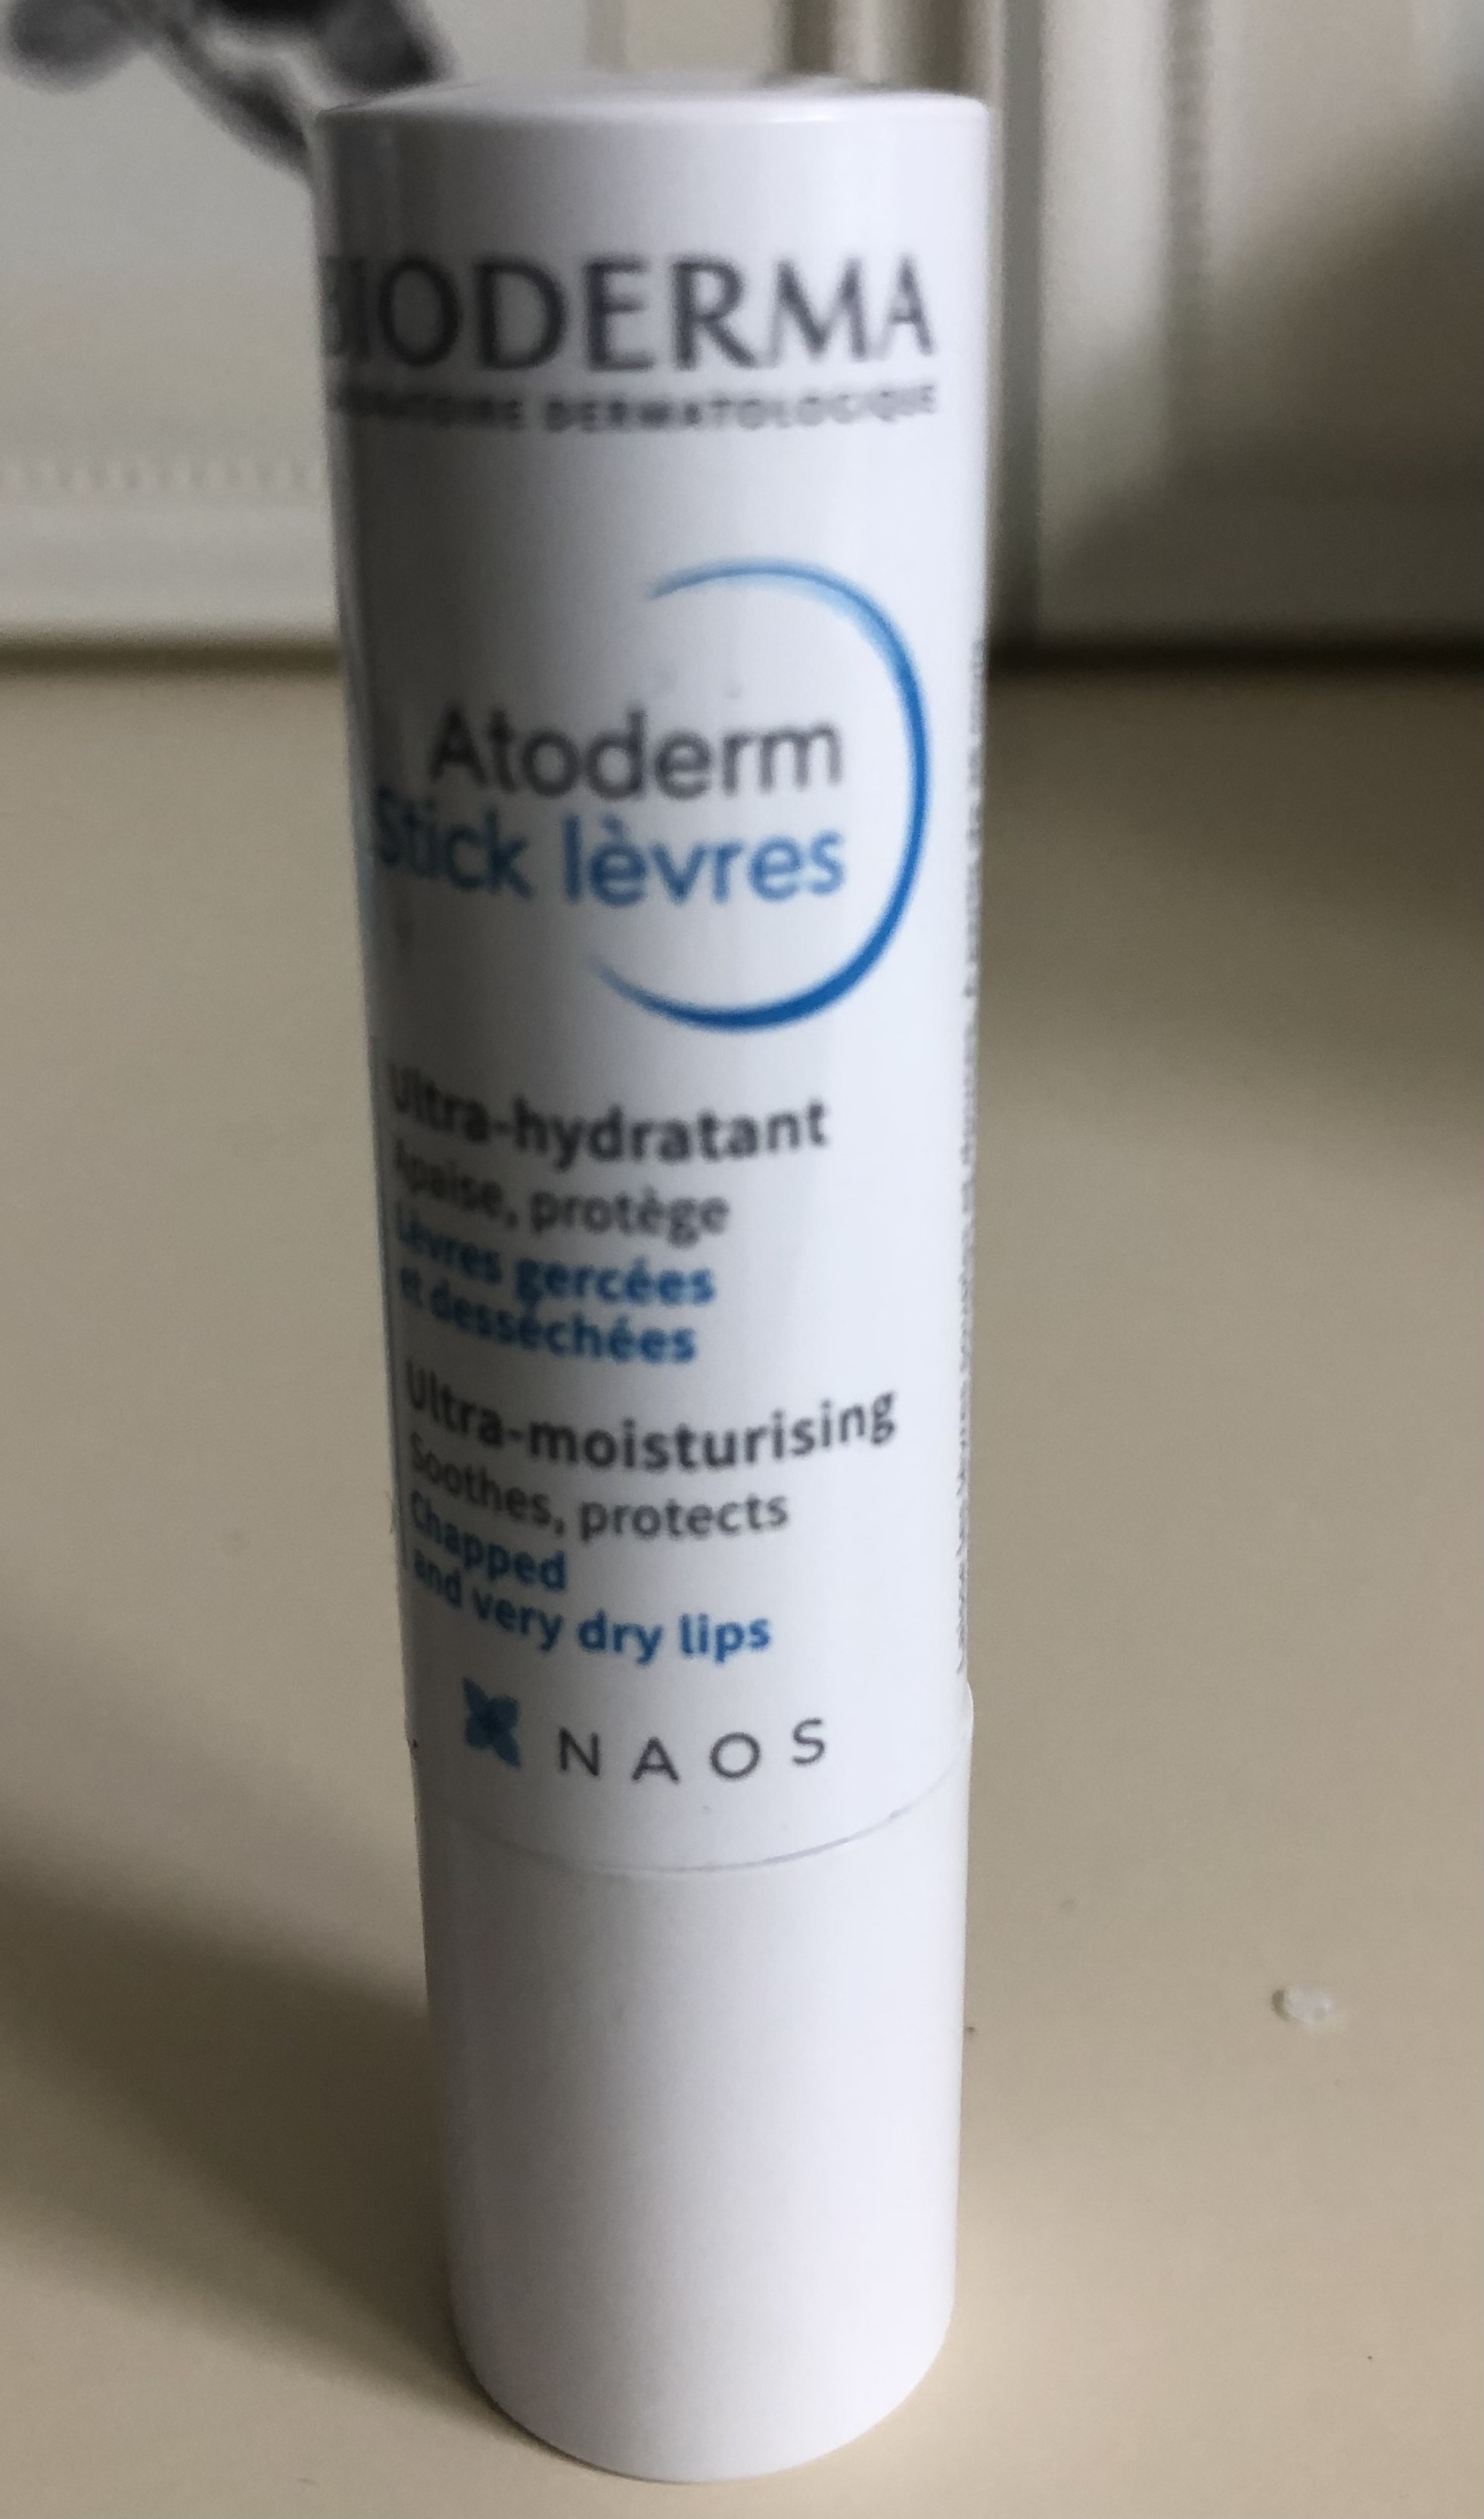 BIODERMA
LABORATOIRE DERMATOLOGIQUE
Atoderm
Stick lèvres
Ultra-hydratant
Apaise, protège
Lèvres gercées
et desséchées
Ultra-moisturising
Soothes, protects
Chapped
and very dry lips
NAOS